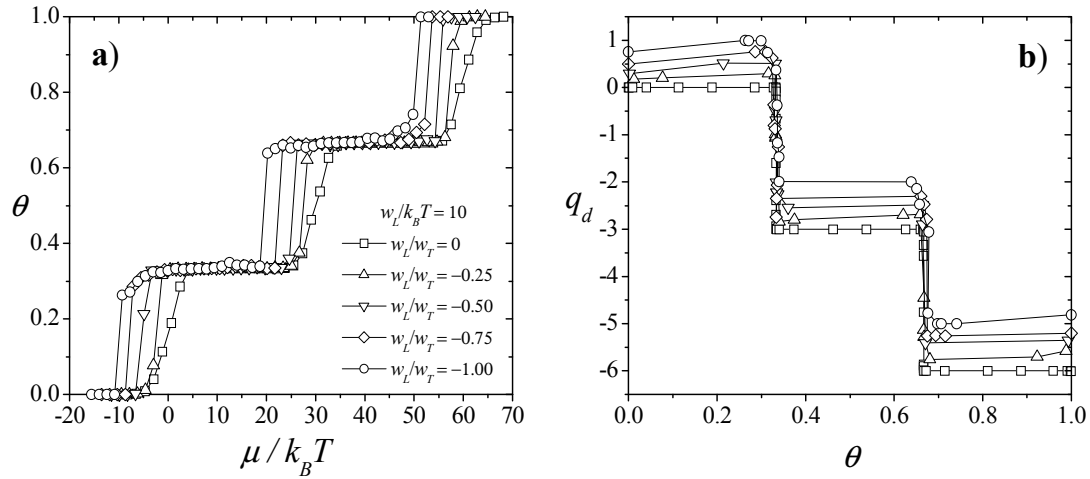 a)
1.0
0.8
0.6
0.4
0.2
0.0
θ
-20 -10 0 10 20 30 40 50 60 70
μ / k_B T
w_L/k_B T = 10
w_L/w_T = 0
w_L/w_T = −0.25
w_L/w_T = −0.50
w_L/w_T = −0.75
w_L/w_T = −1.00
b)
1
0
-1
-2
-3
-4
-5
-6
q_d
0.0 0.2 0.4 0.6 0.8 1.0
θ